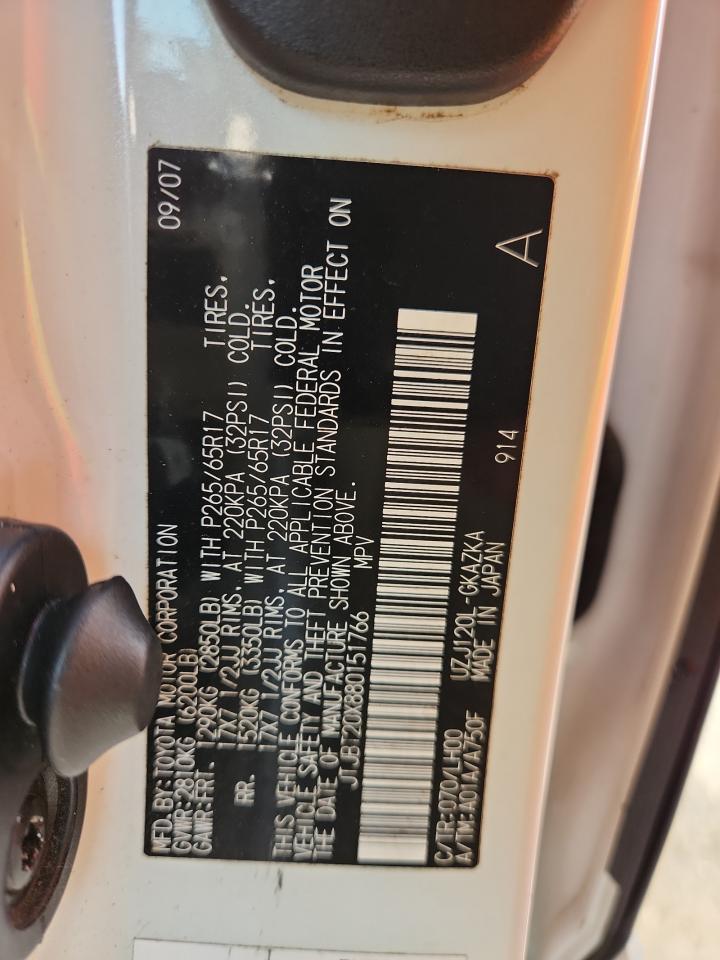 MFD. BY: TOYOTA MOTOR CORPORATION 09/07
GVWR: 2810KG (6200LB)
GAWR: FRT. 1290KG (2850LB) WITH P265/65R17 TIRES,
17X7 1/2JJ RIMS, AT 220KPA (32PSI) COLD.
RR. 1520KG (3350LB) WITH P265/65R17 TIRES,
17X7 1/2JJ RIMS, AT 220KPA (32PSI) COLD.
THIS VEHICLE CONFORMS TO ALL APPLICABLE FEDERAL MOTOR
VEHICLE SAFETY AND THEFT PREVENTION STANDARDS IN EFFECT ON
THE DATE OF MANUFACTURE SHOWN ABOVE.
JTJBT20X880151766 MPV
C/TR: 070/LH00 UZJ120L-GKAZKA
A/TM: A01A/A750F MADE IN JAPAN
914
A